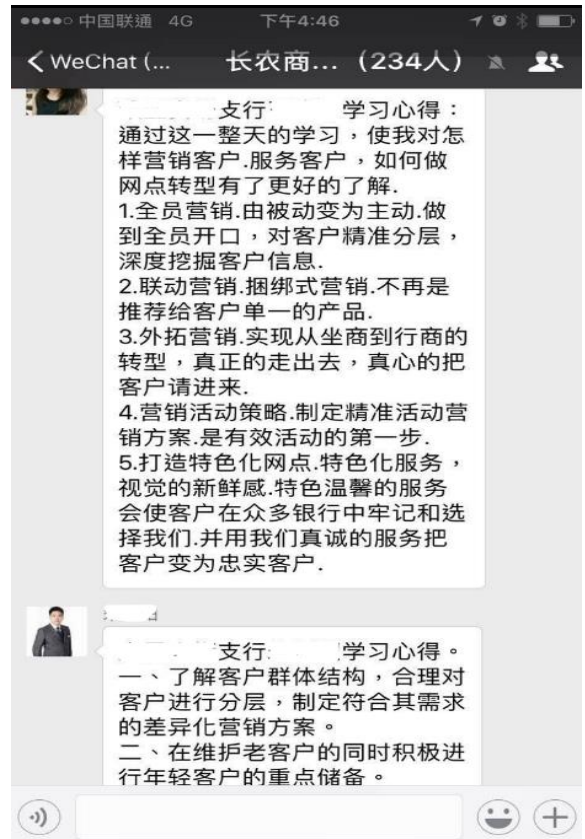 中国联通 4G 下午4:46
WeChat (... 长农商... (234人)
支行 学习心得：
通过这一整天的学习，使我对怎
样营销客户.服务客户，如何做
网点转型有了更好的了解.
1.全员营销.由被动变为主动.做
到全员开口，对客户精准分层，
深度挖掘客户信息.
2.联动营销.捆绑式营销.不再是
推荐给客户单一的产品.
3.外拓营销.实现从坐商到行商的
转型，真正的走出去，真心的把
客户请进来.
4.营销活动策略.制定精准活动营
销方案.是有效活动的第一步.
5.打造特色化网点.特色化服务，
视觉的新鲜感.特色温馨的服务
会使客户在众多银行中牢记和选
择我们.并用我们真诚的服务把
客户变为忠实客户.
支行 学习心得。
一、了解客户群体结构，合理对
客户进行分层，制定符合其需求
的差异化营销方案。
二、在维护老客户的同时积极进
行年轻客户的重点储备。